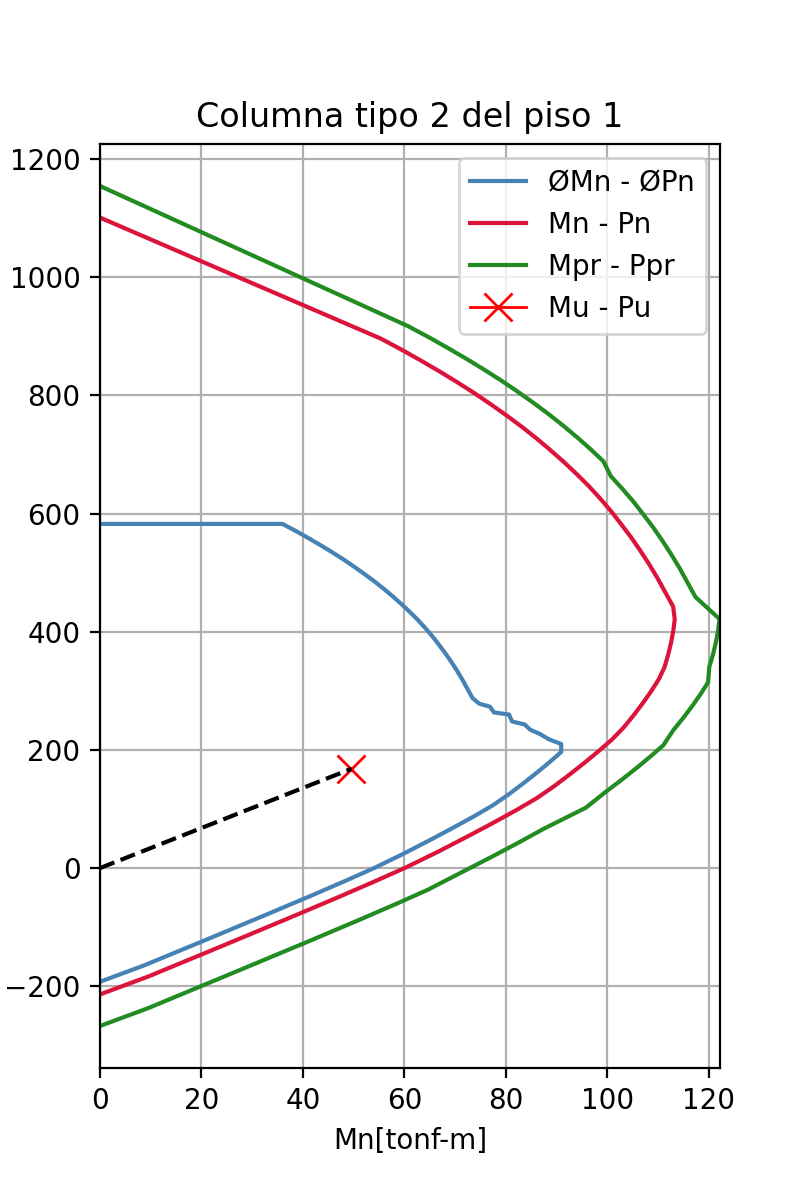 Columna tipo 2 del piso 1
1200
1000
800
600
400
200
0
−200
ØMn - ØPn
Mn - Pn
Mpr - Ppr
Mu - Pu
0 20 40 60 80 100 120
Mn[tonf-m]